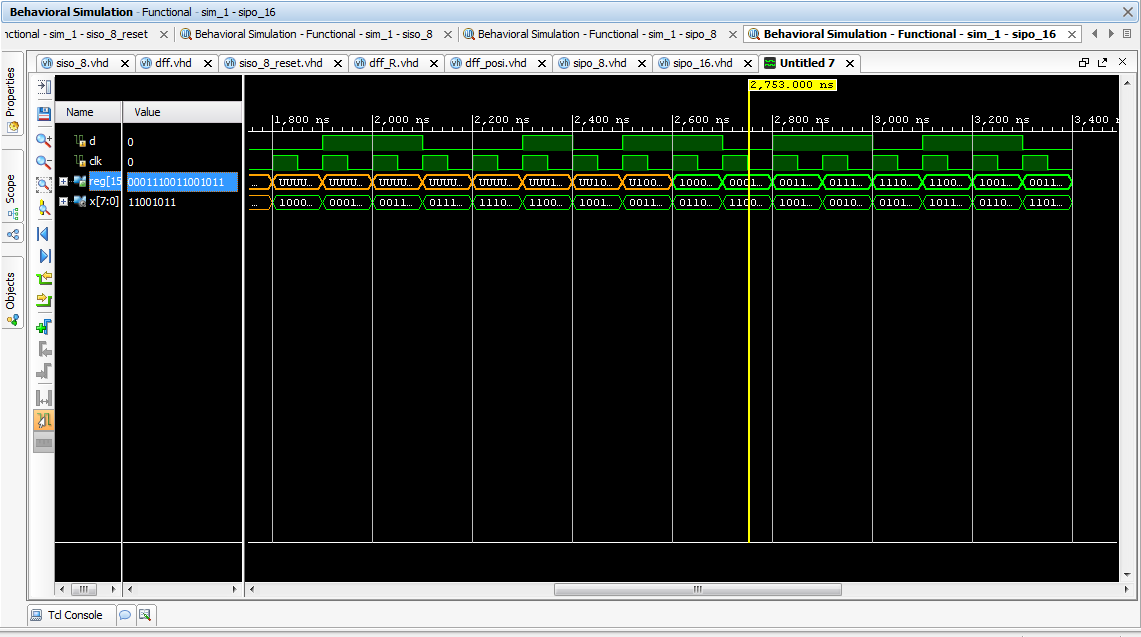 Behavioral Simulation - Functional - sim_1 - sipo_16
nctional - sim_1 - siso_8_reset Behavioral Simulation - Functional - sim_1 - siso_8 Behavioral Simulation - Functional - sim_1 - sipo_8 Behavioral Simulation - Functional - sim_1 - sipo_16
siso_8.vhd dff.vhd siso_8_reset.vhd dff_R.vhd dff_posi.vhd sipo_8.vhd sipo_16.vhd Untitled 7
Properties
Scope
Objects
2,753.000 ns
Name Value
1,800 ns 2,000 ns 2,200 ns 2,400 ns 2,600 ns 2,800 ns 3,000 ns 3,200 ns 3,400
d 0
clk 0
reg[15 0001110011001011 ... UUUU... UUUU... UUUU... UUUU... UUUU... UUU1... UU10... U100... 1000... 0001... 0011... 0111... 1110... 1100... 1001... 0011...
x[7:0] 11001011 ... 1000... 0001... 0011... 0111... 1110... 1100... 1001... 0011... 0110... 1100... 1001... 0010... 0101... 1011... 0110... 1101...
Tcl Console